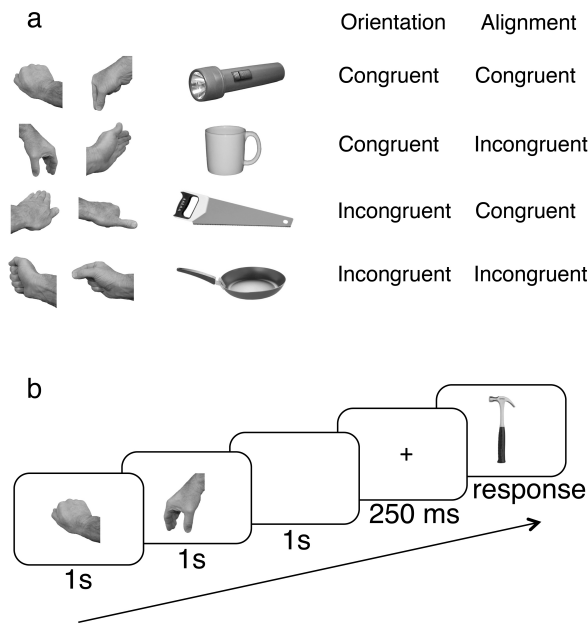 a
Orientation Alignment
Congruent Congruent
Congruent Incongruent
Incongruent Congruent
Incongruent Incongruent
b
+
response
250 ms
1s
1s
1s